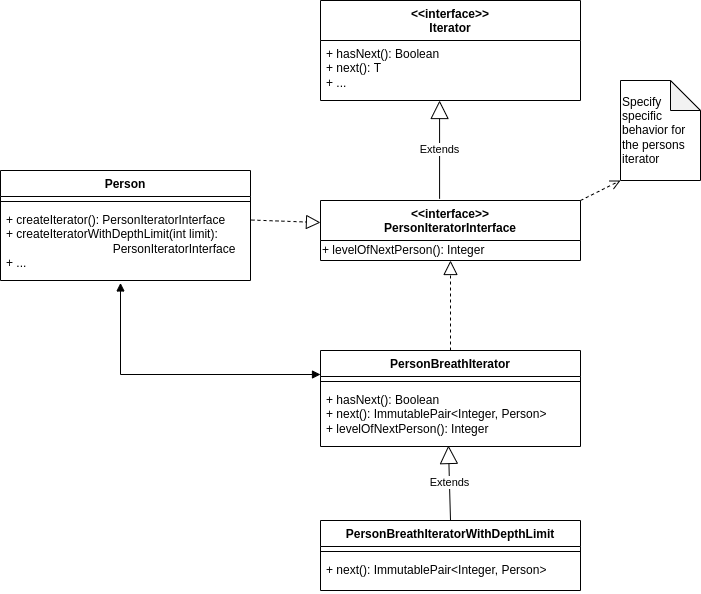 <<interface>>
Iterator
+ hasNext(): Boolean
+ next(): T
+ ...
Specify
specific
behavior for
the persons
iterator
Extends
Person
+ createIterator(): PersonIteratorInterface
+ createIteratorWithDepthLimit(int limit):
PersonIteratorInterface
+ ...
<<interface>>
PersonIteratorInterface
+ levelOfNextPerson(): Integer
PersonBreathIterator
+ hasNext(): Boolean
+ next(): ImmutablePair<Integer, Person>
+ levelOfNextPerson(): Integer
Extends
PersonBreathIteratorWithDepthLimit
+ next(): ImmutablePair<Integer, Person>